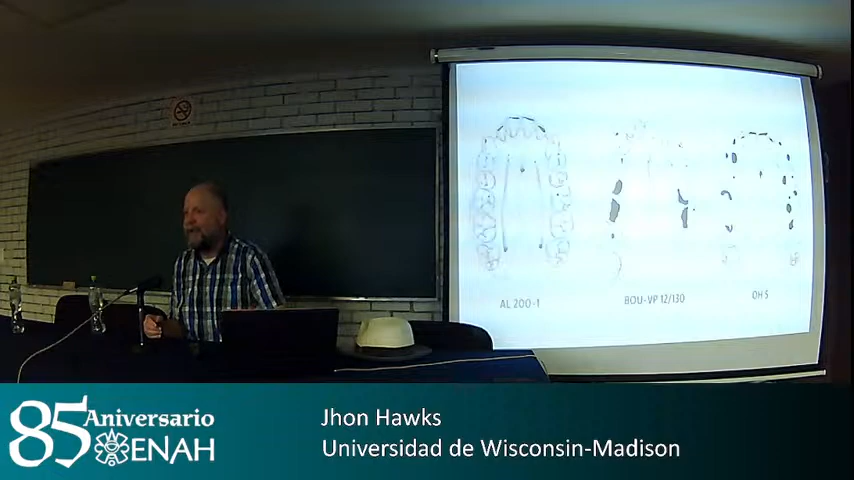 AL 200-1
BOU-VP 12/130
OH 5
85 Aniversario
ENAH
Jhon Hawks
Universidad de Wisconsin-Madison